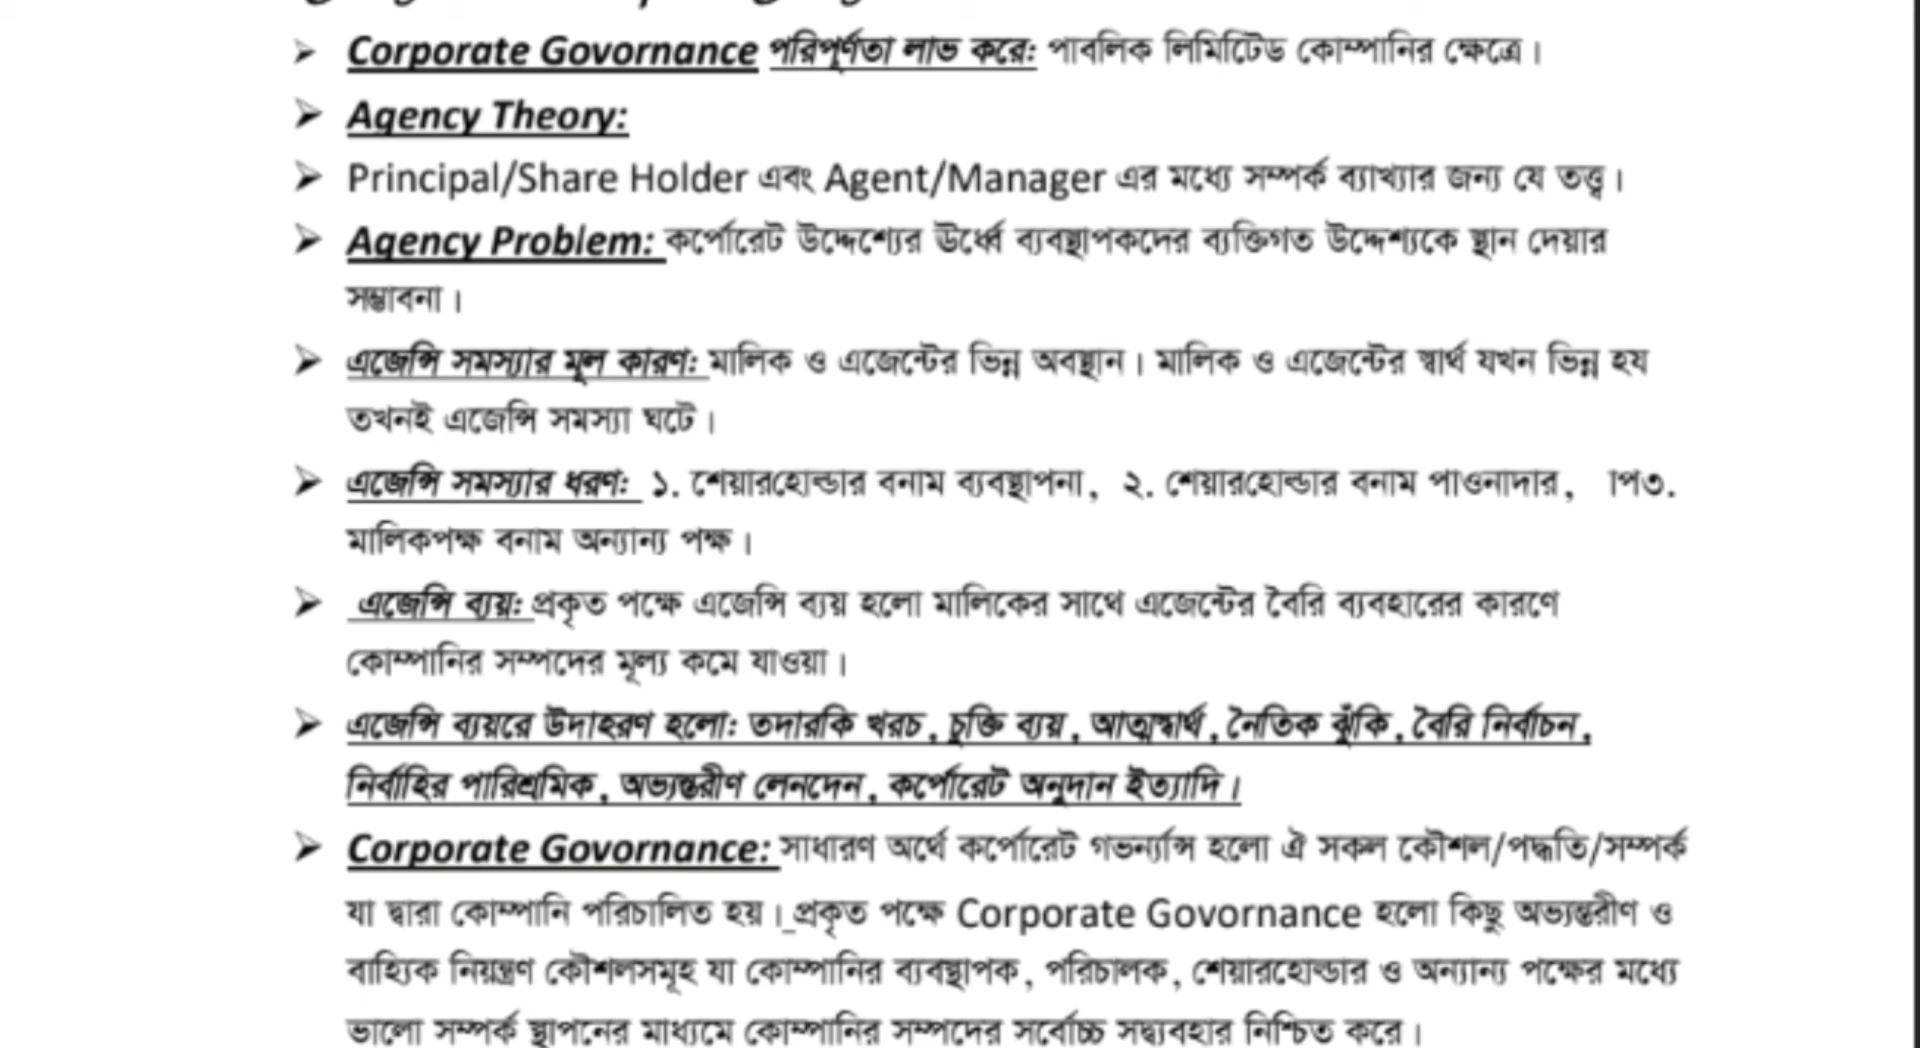 ➢ Corporate Govornance পরিপূর্ণতা লাভ করে: পাবলিক লিমিটেিড কোম্পানির ক্ষেত্রে।
➢ Agency Theory:
➢ Principal/Share Holder এবং Agent/Manager এর মধ্যে সম্পর্ক ব্যাখ্যার জন্য যে তত্ত্ব।
➢ Agency Problem: কর্পোরেট উদ্দেশ্যের ঊর্ধ্বে ব্যবস্থাপকদের ব্যক্তিগত উদ্দেশ্যকে স্থান দেয়ার
সম্ভাবনা।
➢ এজেন্সি সমস্যার মূল কারণ: মালিক ও এজেন্টের ভিন্ন অবস্থান। মালিক ও এজেন্টের স্বার্থ যখন ভিন্ন হয
তখনই এজেন্সি সমস্যা ঘটে।
➢ এজেন্সি সমস্যার ধরণ: ১. শেয়ারহোল্ডার বনাম ব্যবস্থাপনা, ২. শেয়ারহোল্ডার বনাম পাওনাদার, াপ৩.
মালিকপক্ষ বনাম অন্যান্য পক্ষ।
➢ এজেন্সি ব্যয়: প্রকৃত পক্ষে এজেন্সি ব্যয় হলো মালিকের সাথে এজেন্টের বৈরি ব্যবহারের কারণে
কোম্পানির সম্পদের মূল্য কমে যাওয়া।
➢ এজেন্সি ব্যয়রে উদাহরণ হলো: তদারকি খরচ, চুক্তি ব্যয়, আত্মস্বার্থ, নৈতিক ঝুঁকি, বৈরি নির্বাচন,
নির্বাহির পারিশ্রমিক, অভ্যন্তরীণ লেনদেন, কর্পোরেট অনুদান ইত্যাদি।
➢ Corporate Govornance: সাধারণ অর্থে কর্পোরেট গভর্ন্যান্স হলো ঐ সকল কৌশল/পদ্ধতি/সম্পর্ক
যা দ্বারা কোম্পানি পরিচালিত হয়। প্রকৃত পক্ষে Corporate Govornance হলো কিছু অভ্যন্তরীণ ও
বাহ্যিক নিয়ন্ত্রণ কৌশলসমূহ যা কোম্পানির ব্যবস্থাপক, পরিচালক, শেয়ারহোল্ডার ও অন্যান্য পক্ষের মধ্যে
ভালো সম্পর্ক স্থাপনের মাধ্যমে কোম্পানির সম্পদের সর্বোচ্চ সদ্ব্যবহার নিশ্চিত করে।